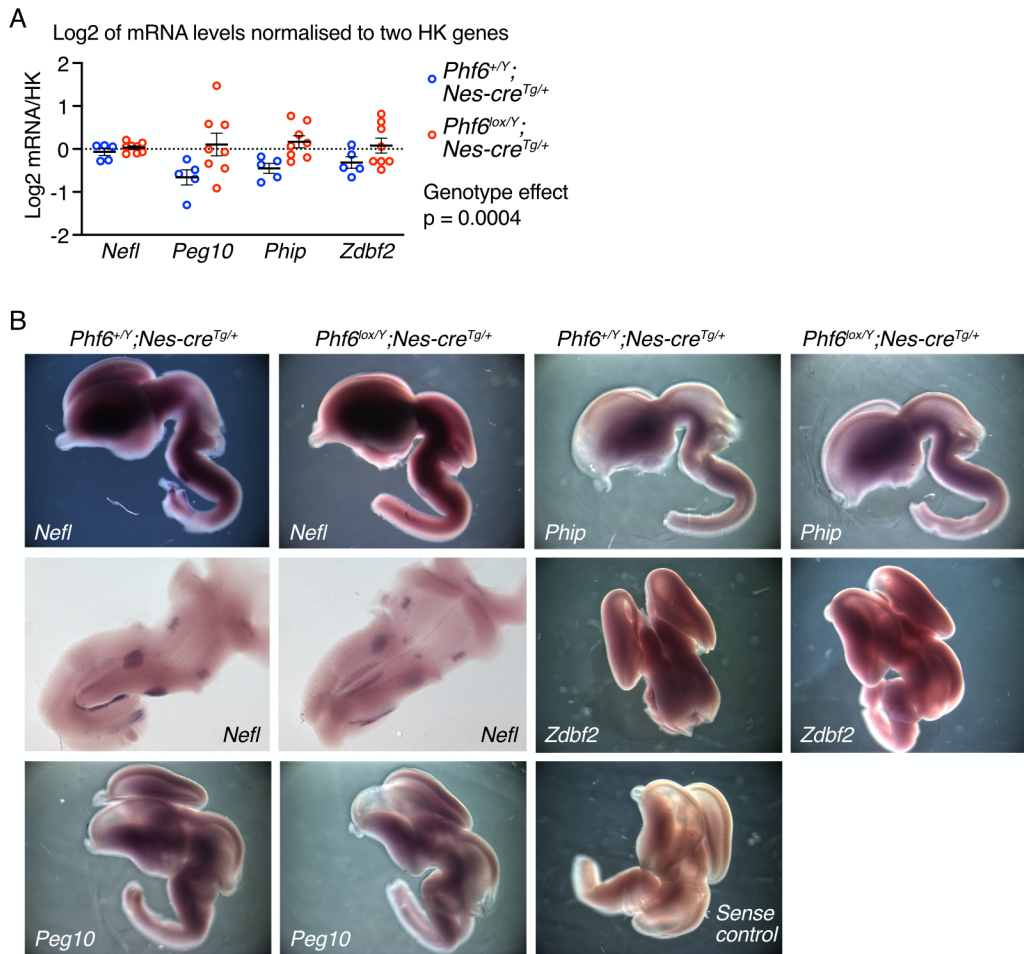 A
Log2 of mRNA levels normalised to two HK genes
Log2 mRNA/HK
2
1
0
-1
-2
Nefl Peg10 Phip Zdbf2
Phf6+/Y;
Nes-creTg/+
Phf6lox/Y;
Nes-creTg/+
Genotype effect
p = 0.0004
B
Phf6+/Y;Nes-creTg/+ Phf6lox/Y;Nes-creTg/+ Phf6+/Y;Nes-creTg/+ Phf6lox/Y;Nes-creTg/+
Nefl Nefl Phip Phip
Nefl Nefl Zdbf2 Zdbf2
Peg10 Peg10 Sense
control